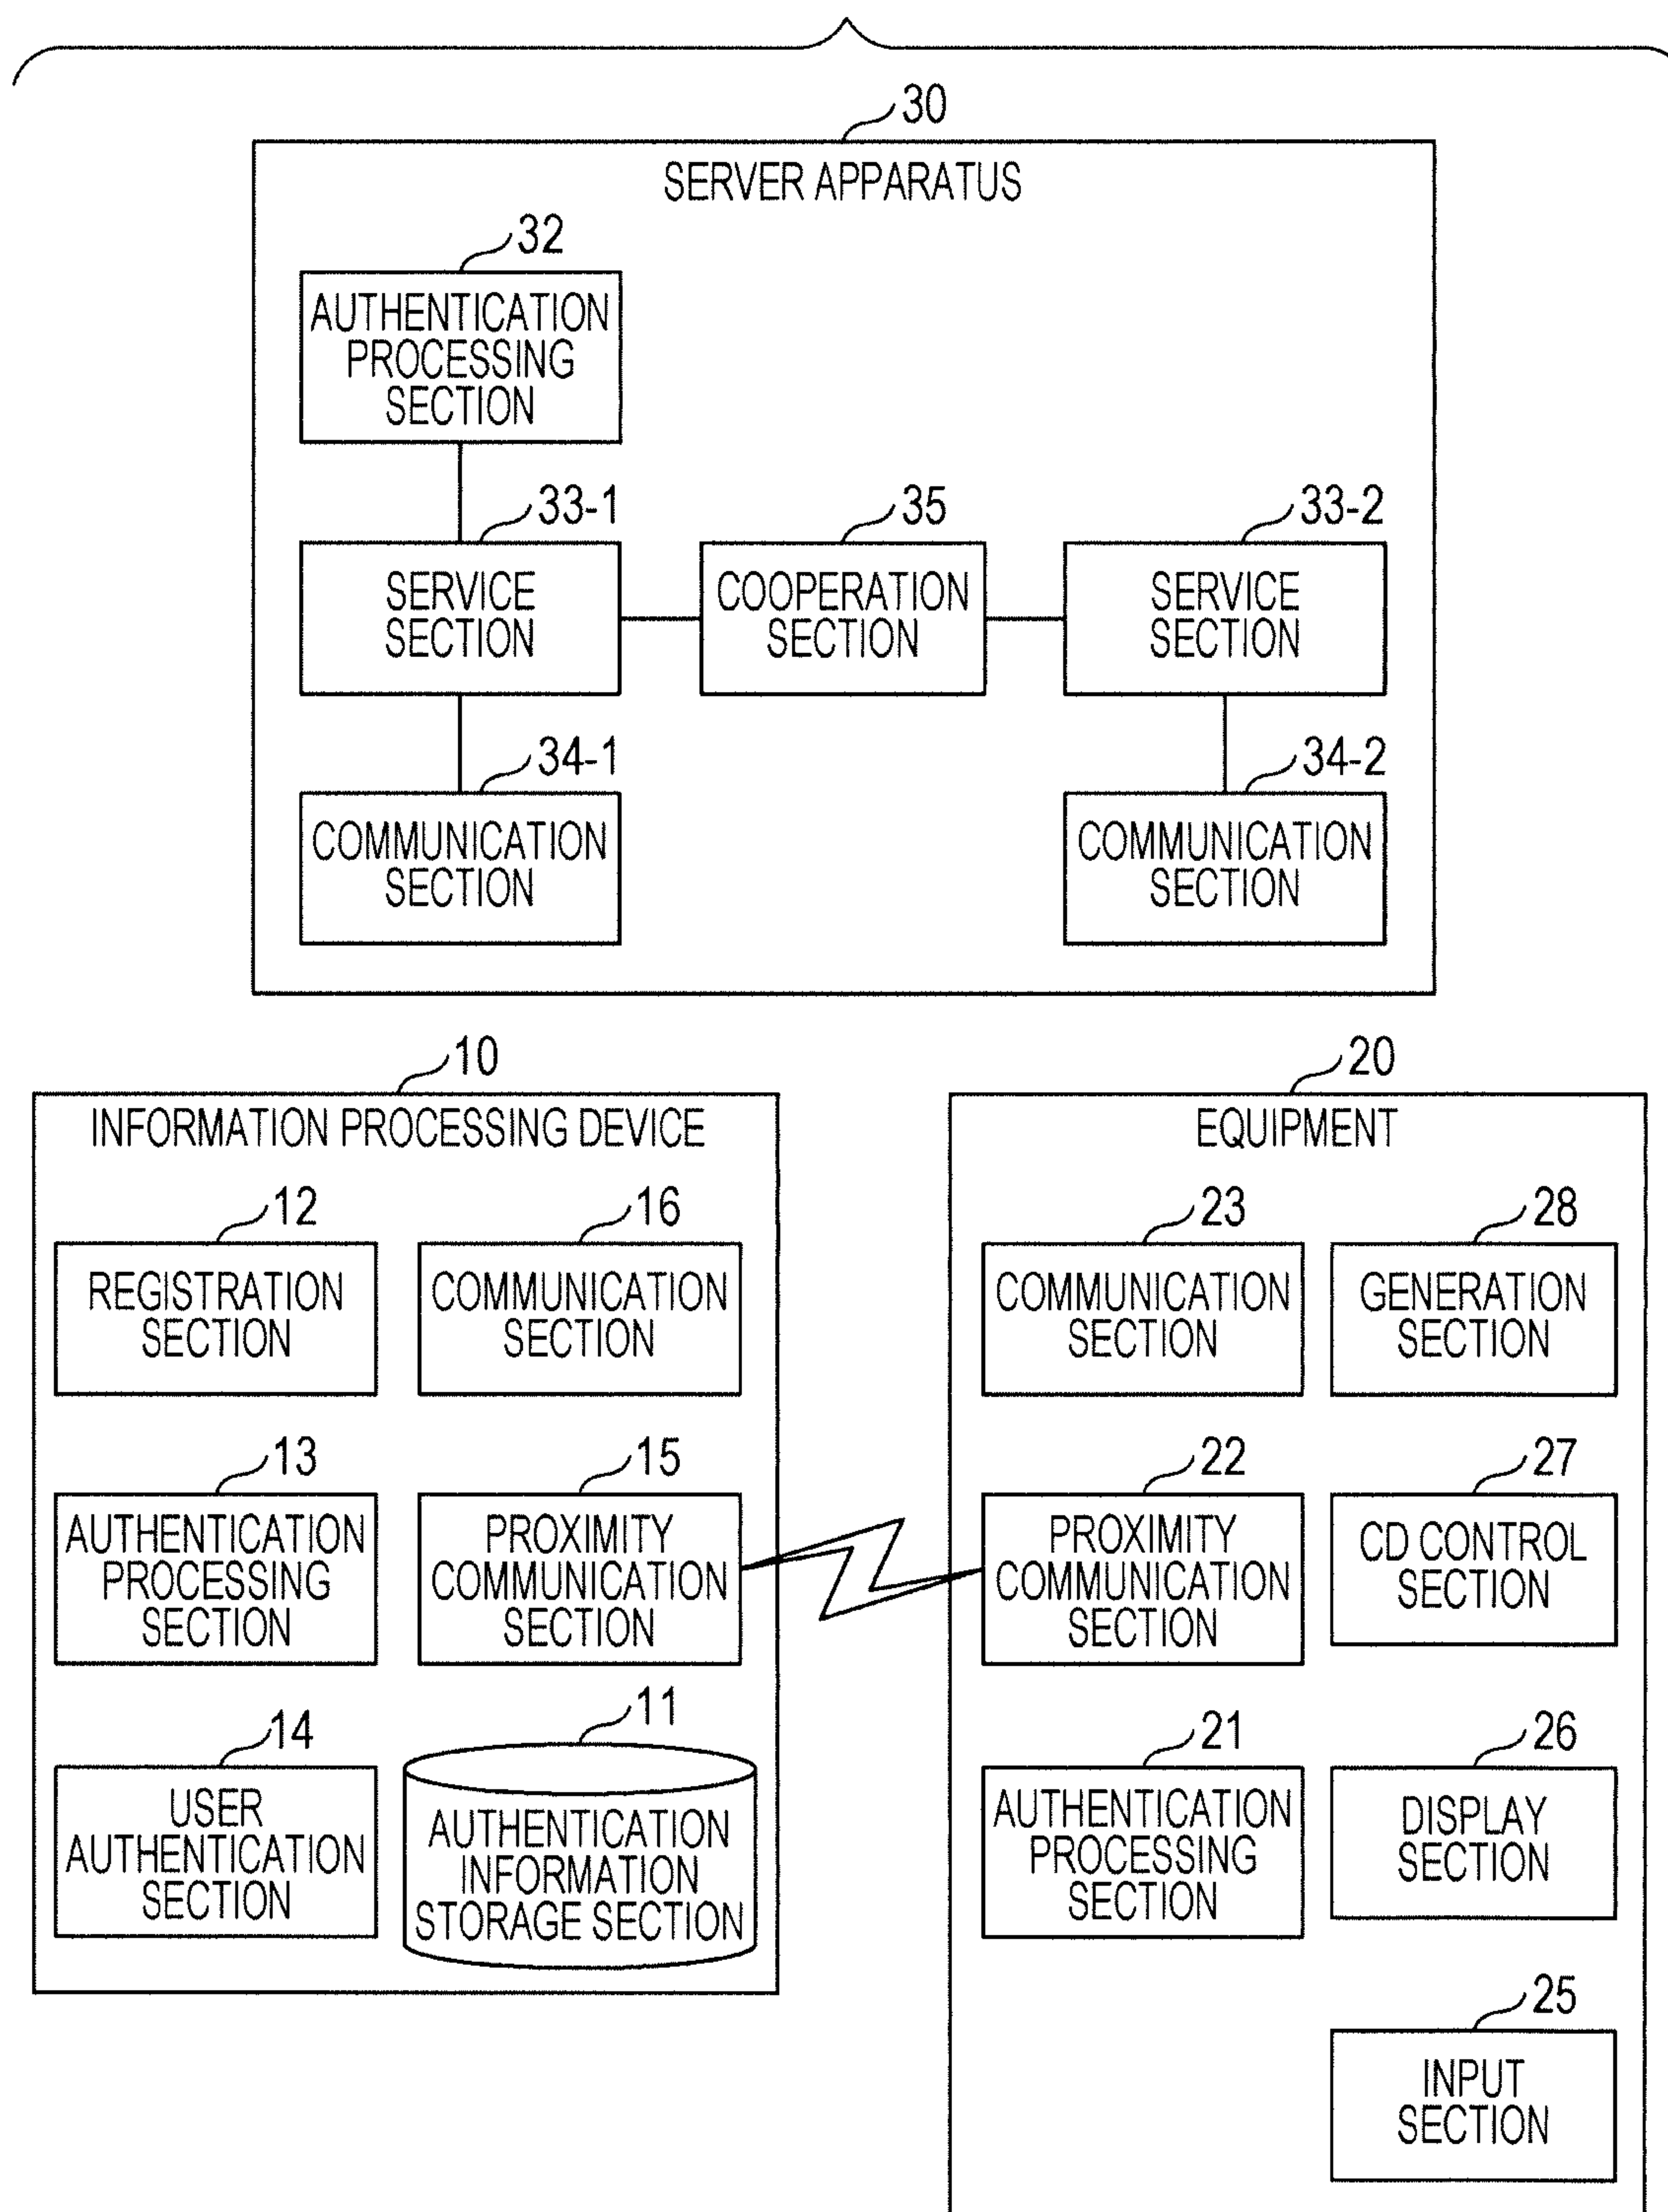 30
SERVER APPARATUS
32
AUTHENTICATION
PROCESSING
SECTION
33-1
SERVICE
SECTION
35
COOPERATION
SECTION
33-2
SERVICE
SECTION
34-1
COMMUNICATION
SECTION
34-2
COMMUNICATION
SECTION
10
INFORMATION PROCESSING DEVICE
12
REGISTRATION
SECTION
16
COMMUNICATION
SECTION
13
AUTHENTICATION
PROCESSING
SECTION
15
PROXIMITY
COMMUNICATION
SECTION
14
USER
AUTHENTICATION
SECTION
11
AUTHENTICATION
INFORMATION
STORAGE SECTION
20
EQUIPMENT
23
COMMUNICATION
SECTION
28
GENERATION
SECTION
22
PROXIMITY
COMMUNICATION
SECTION
27
CD CONTROL
SECTION
21
AUTHENTICATION
PROCESSING
SECTION
26
DISPLAY
SECTION
25
INPUT
SECTION